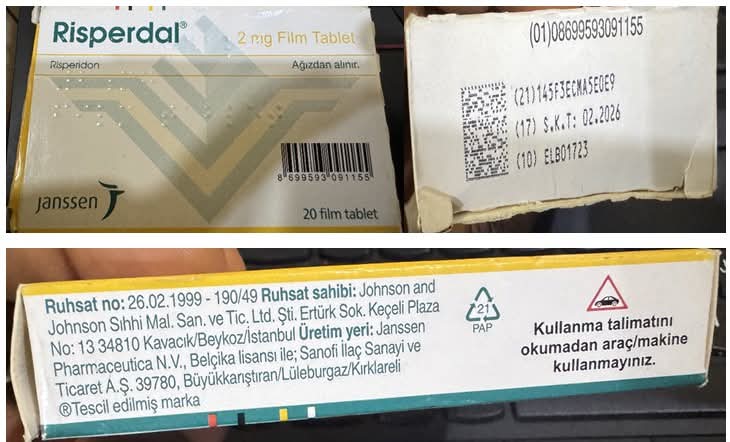 Risperdal®
2 mg Film Tablet
Risperidon
Ağızdan alınır.
8 699593 091155
Janssen
20 film tablet
(01)08699593091155
(21)145F3ECMA5E0E9
(17) S.K.T: 02.2026
(10) ELB01723
Ruhsat no: 26.02.1999 - 190/49 Ruhsat sahibi: Johnson and
Johnson Sıhhi Mal. San. ve Tic. Ltd. Şti. Ertürk Sok. Keçeli Plaza
No: 13 34810 Kavacık/Beykoz/İstanbul Üretim yeri: Janssen
Pharmaceutica N.V., Belçika lisansı ile; Sanofi İlaç Sanayi ve
Ticaret A.Ş. 39780, Büyükkarıştıran/Lüleburgaz/Kırklareli
®Tescil edilmiş marka
21
PAP
Kullanma talimatını
okumadan araç/makine
kullanmayınız.